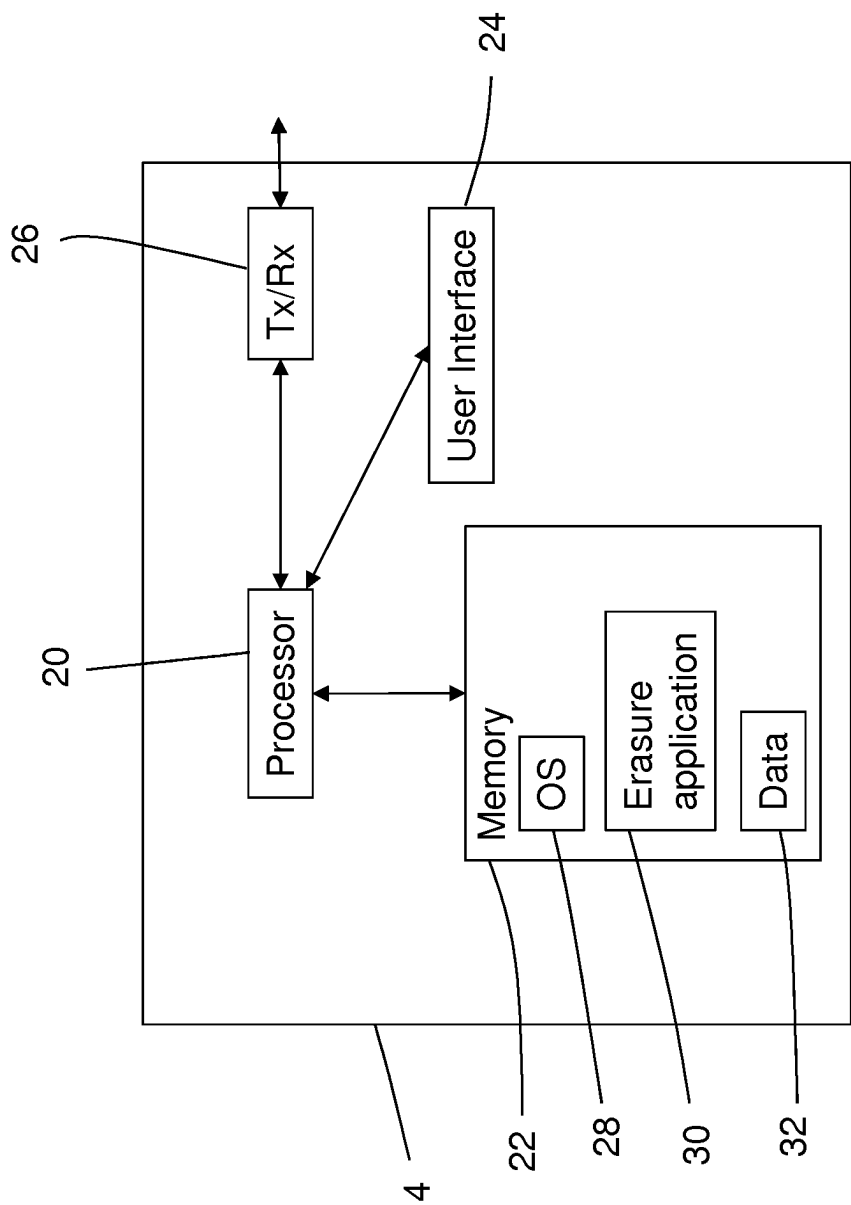 26
Tx/Rx
24
User Interface
20
Processor
Memory
OS
Erasure
application
Data
4
22
28
30
32